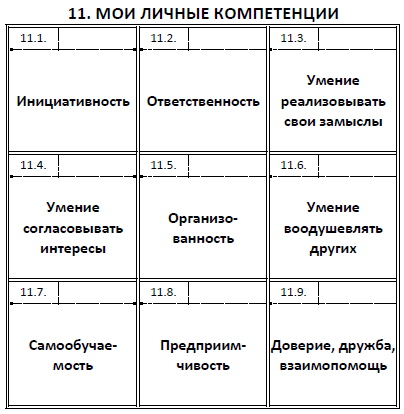 11. МОИ ЛИЧНЫЕ КОМПЕТЕНЦИИ
11.1.
Инициативность
11.2.
Ответственность
11.3.
Умение
реализовывать
свои замыслы
11.4.
Умение
согласовывать
интересы
11.5.
Организо-
ванность
11.6.
Умение
воодушевлять
других
11.7.
Самообучае-
мость
11.8.
Предприим-
чивость
11.9.
Доверие, дружба,
взаимопомощь